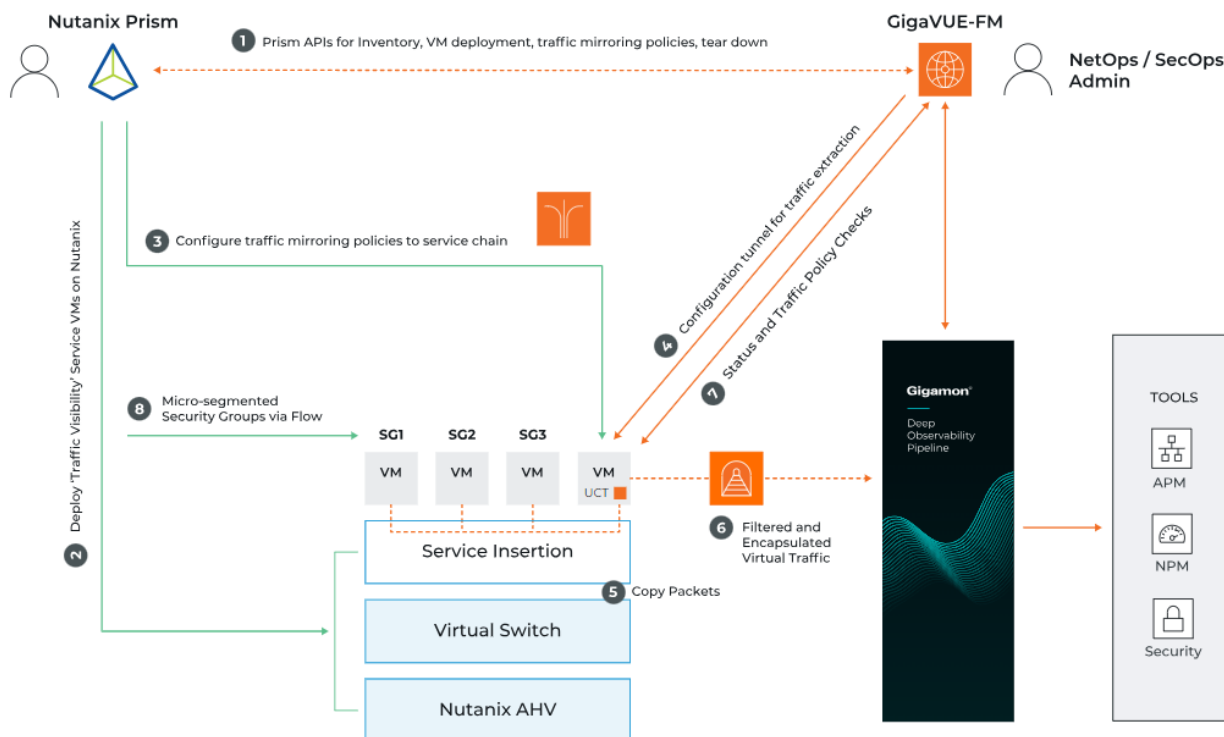 Nutanix Prism
GigaVUE-FM
1 Prism APIs for Inventory, VM deployment, traffic mirroring policies, tear down
NetOps / SecOps
Admin
2 Deploy 'Traffic Visibility' Service VMs on Nutanix
3 Configure traffic mirroring policies to service chain
4 Configuration tunnel for traffic extraction
7 Status and Traffic Policy Checks
8 Micro-segmented
Security Groups via Flow
SG1
SG2
SG3
VM
VM
VM
VM
UCT
6 Filtered and
Encapsulated
Virtual Traffic
Service Insertion
5 Copy Packets
Virtual Switch
Nutanix AHV
Gigamon®
Deep
Observability
Pipeline
TOOLS
APM
NPM
Security